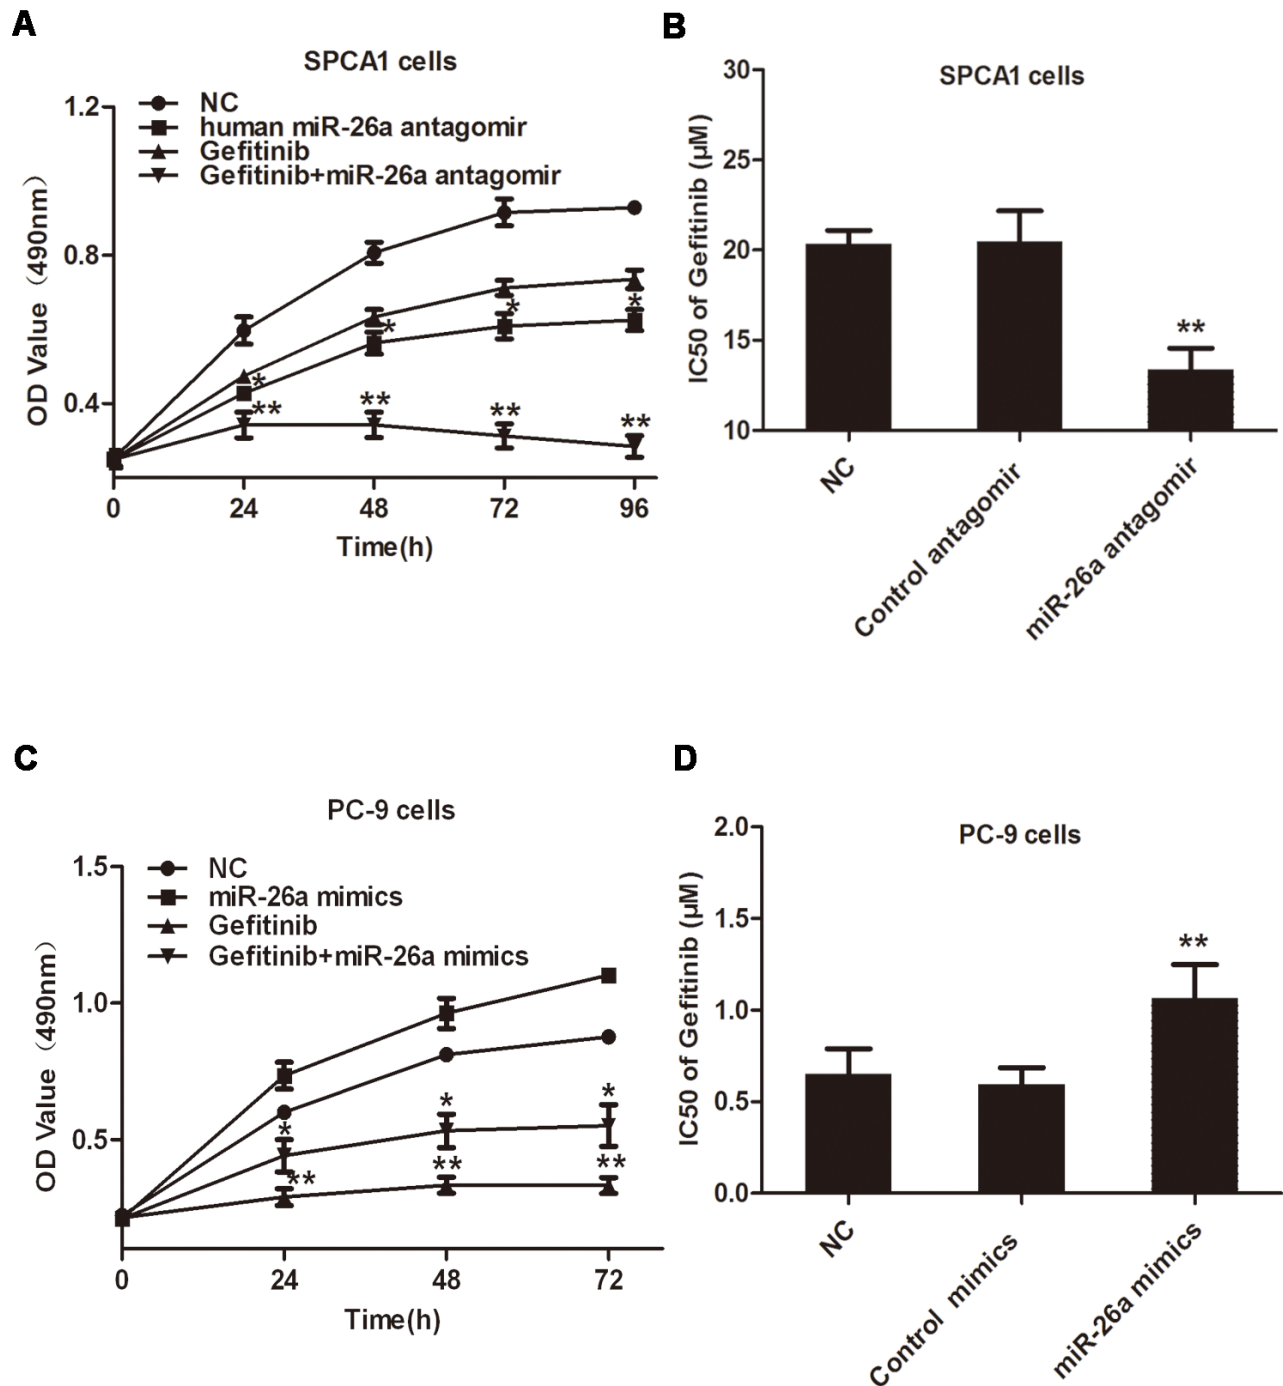 A
SPCA1 cells
NC
human miR-26a antagomir
Gefitinib
Gefitinib+miR-26a antagomir
OD Value（490nm）
1.2
0.8
0.4
*
*
*
*
**
**
**
**
0
24
48
72
96
Time(h)
B
SPCA1 cells
IC50 of Gefitinib (μM)
30
25
20
15
10
**
NC
Control antagomir
miR-26a antagomir
C
PC-9 cells
NC
miR-26a mimics
Gefitinib
Gefitinib+miR-26a mimics
OD Value（490nm）
1.5
1.0
0.5
*
*
*
**
**
**
0
24
48
72
Time(h)
D
PC-9 cells
IC50 of Gefitinib (μM)
2.0
1.5
1.0
0.5
0.0
**
NC
Control mimics
miR-26a mimics